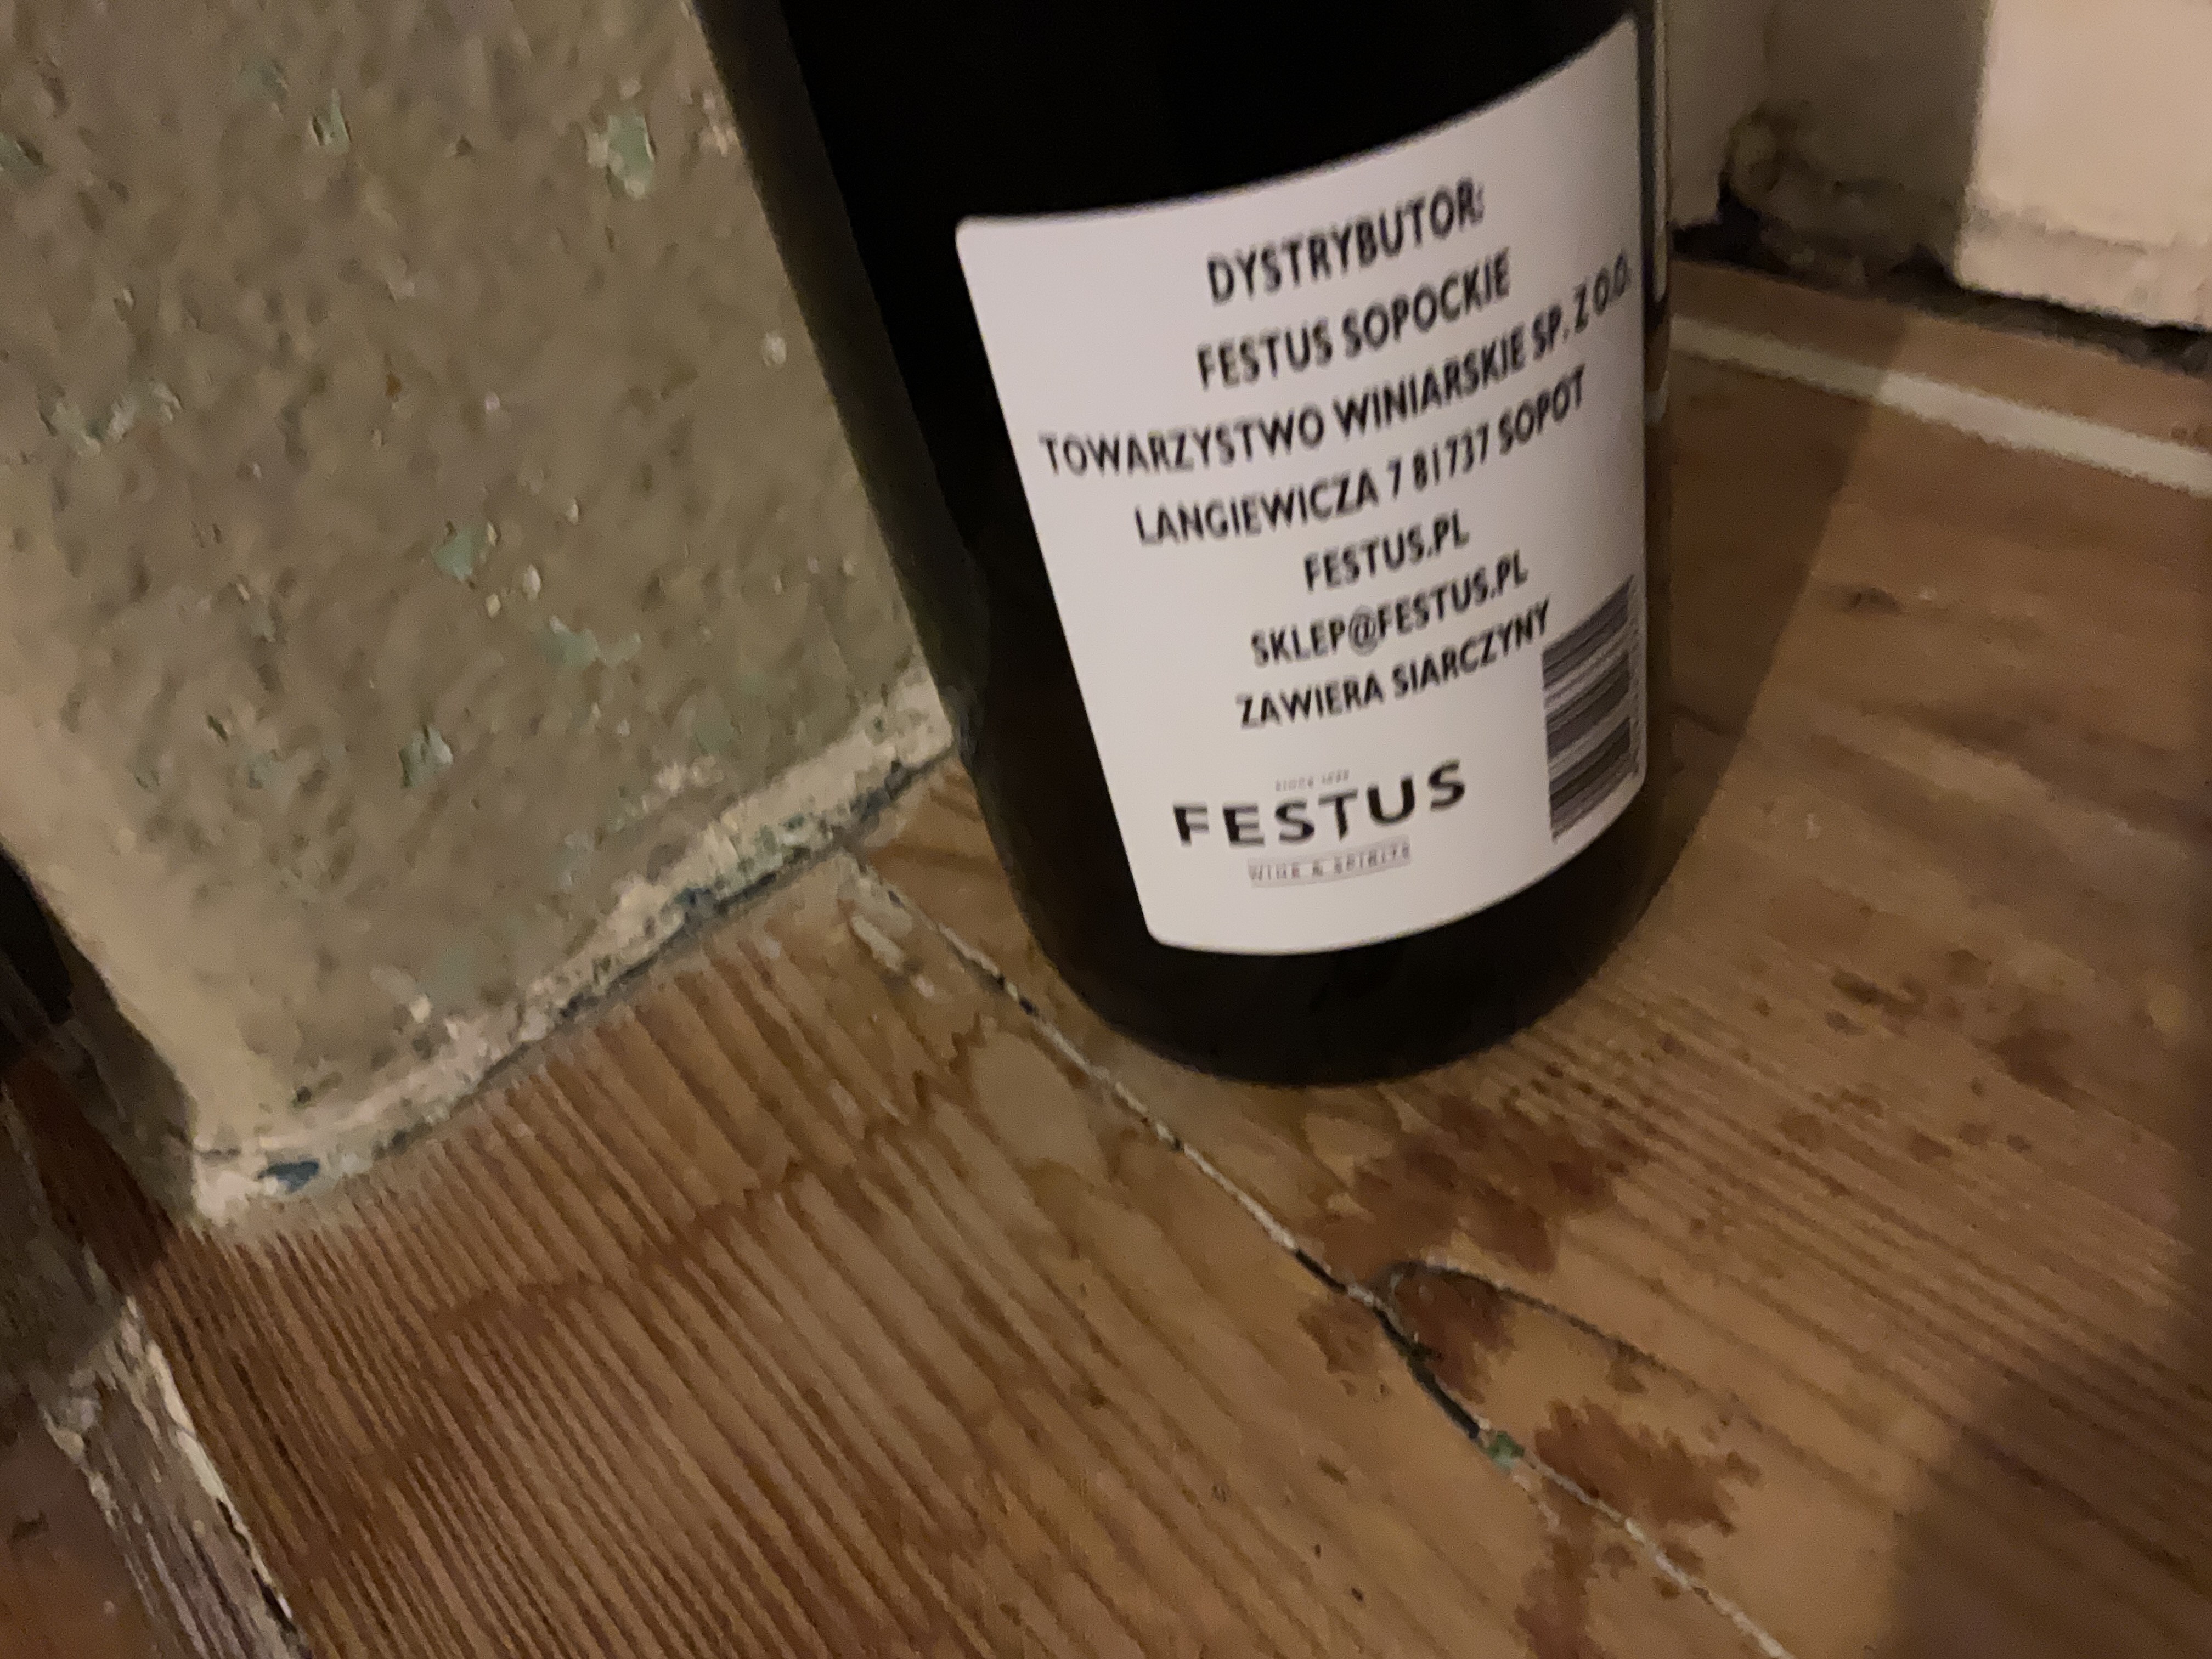 DYSTRYBUTOR:
FESTUS SOPOCKIE
TOWARZYSTWO WINIARSKIE SP. Z O.O.
LANGIEWICZA 7 81737 SOPOT
FESTUS.PL
SKLEP@FESTUS.PL
ZAWIERA SIARCZYNY
SINCE
FESTUS
WINE & SPIRITS